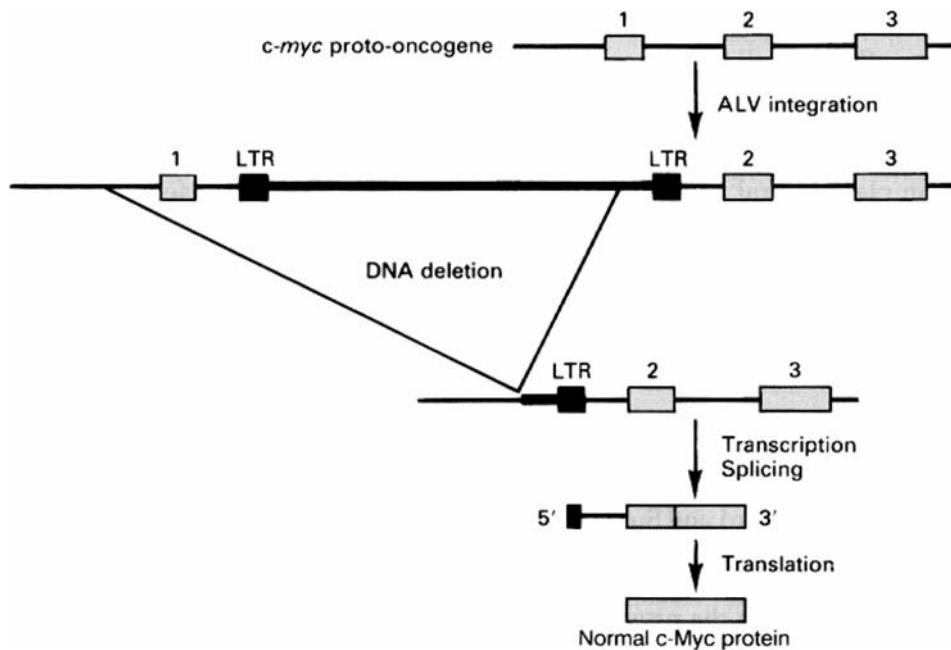 1 2 3
c-myc proto-oncogene
ALV integration
1 LTR LTR 2 3
DNA deletion
LTR 2 3
Transcription
Splicing
5′ 3′
Translation
Normal c-Myc protein